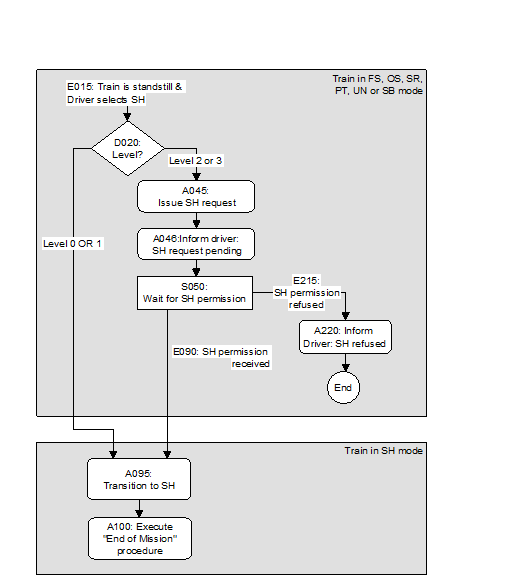 Train in FS, OS, SR,
PT, UN or SB mode
E015: Train is standstill &
Driver selects SH
D020:
Level?
Level 2 or 3
A045:
Issue SH request
A046:Inform driver:
SH request pending
Level 0 OR 1
S050:
Wait for SH permission
E215:
SH permission
refused
A220: Inform
Driver: SH refused
E090: SH permission
received
End
Train in SH mode
A095:
Transition to SH
A100: Execute
"End of Mission"
procedure